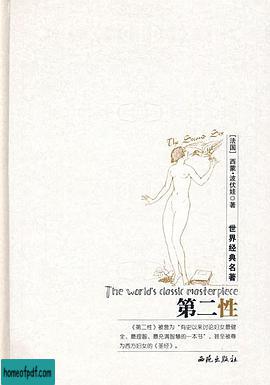 The Second Sex
[法国]西蒙·波伏娃◎著
世界经典名著
The world's classic masterpiece
第二性
《第二性》被誉为“有史以来讨论妇女最健
全、最理智、最充满智慧的一本书”,甚至被尊
为西方妇女的《圣经》。
西苑出版社
homeofpdf.com